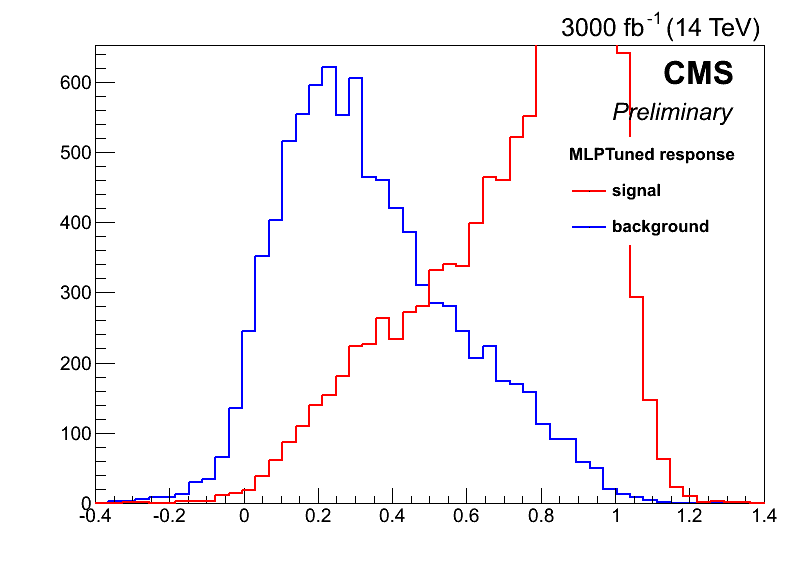 3000 fb⁻¹ (14 TeV)
CMS
Preliminary
MLPTuned response
signal
background
600
500
400
300
200
100
0
-0.4 -0.2 0 0.2 0.4 0.6 0.8 1 1.2 1.4